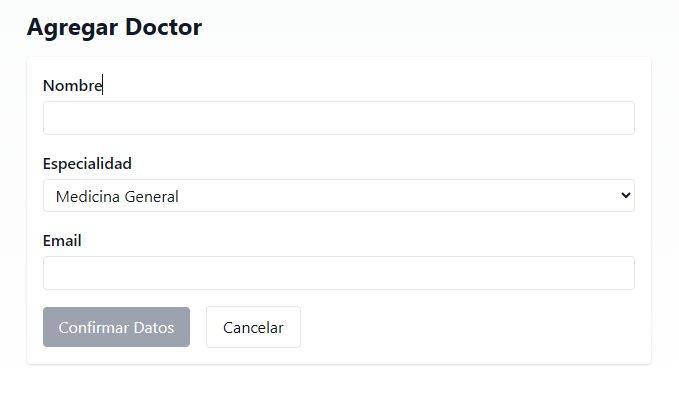 Agregar Doctor
Nombre
Especialidad
Medicina General
Email
Confirmar Datos
Cancelar